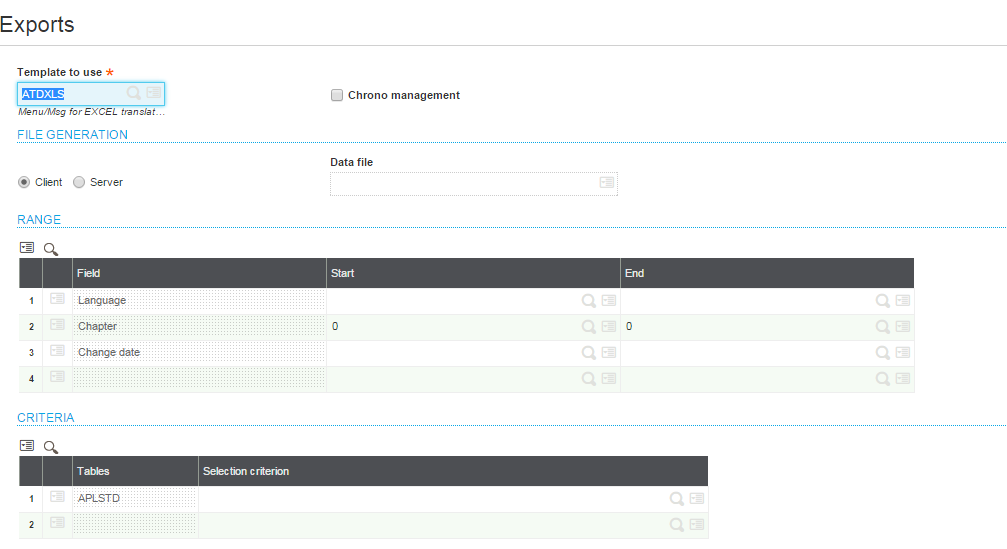 Exports
Template to use *
ATDXLS
Menu/Msg for EXCEL translat...
Chrono management
FILE GENERATION
Data file
Client Server
RANGE
Field Start End
1 Language
2 Chapter 0 0
3 Change date
4
CRITERIA
Tables Selection criterion
1 APLSTD
2